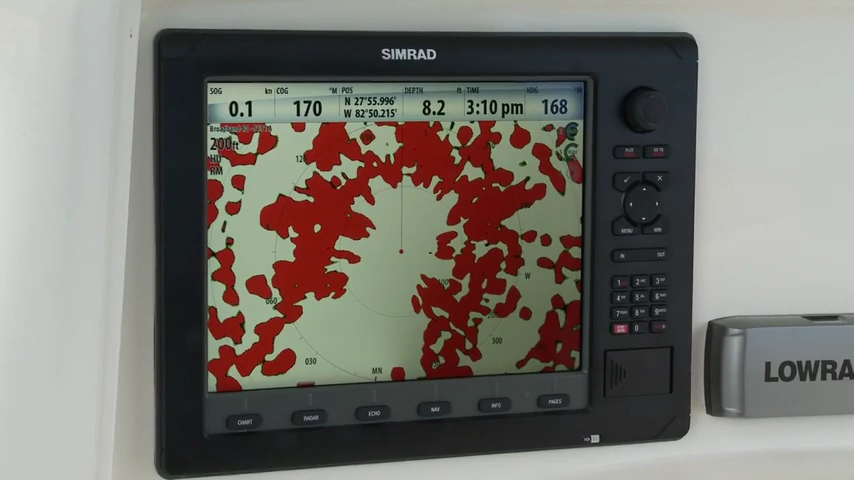 SIMRAD
SOG kn COG °M POS DEPTH ft TIME HDG °M
0.1 170 N 27°55.996' W 82°50.215' 8.2 3:10 pm 168
200ft
HU
RM
120
060
030
MN
300
W
IN OUT
MENU WIN
CHART RADAR ECHO NAV INFO PAGES
LOWRA